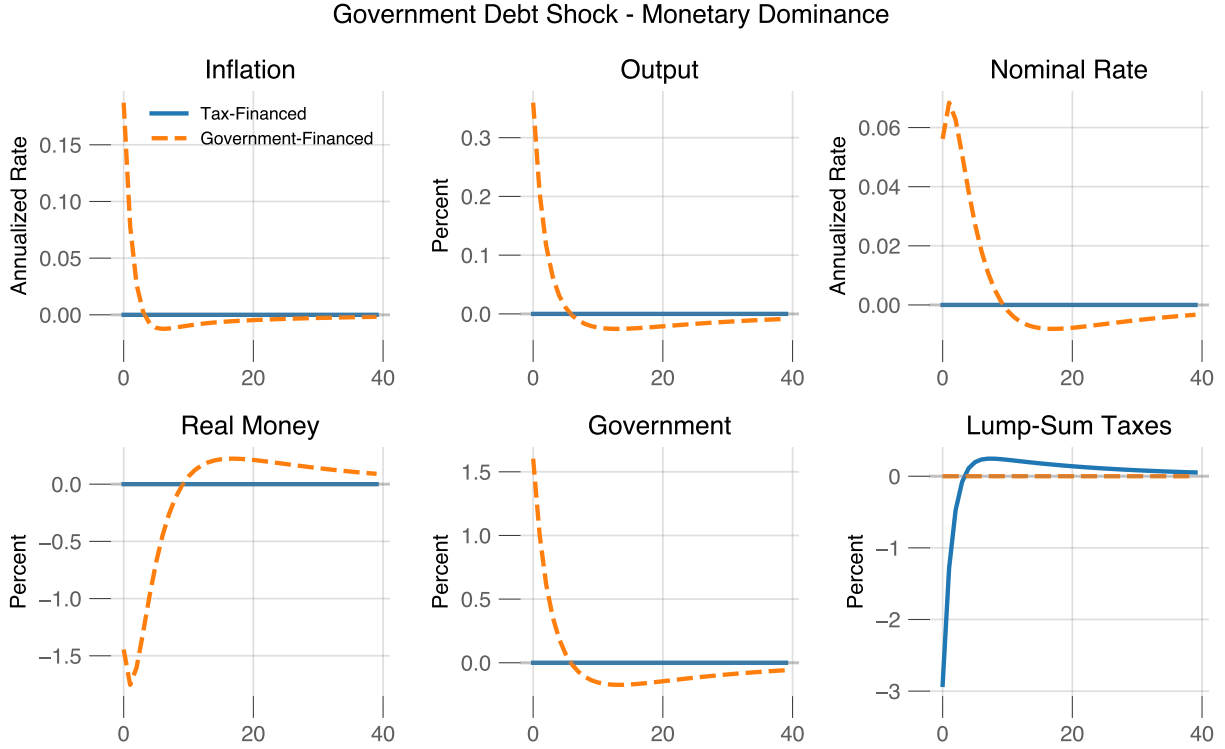 Government Debt Shock - Monetary Dominance
Inflation
Output
Nominal Rate
Annualized Rate
0.15
0.10
0.05
0.00
0
20
40
Tax-Financed
Government-Financed
Percent
0.3
0.2
0.1
0.0
0
20
40
Annualized Rate
0.06
0.04
0.02
0.00
0
20
40
Real Money
Government
Lump-Sum Taxes
Percent
0.0
−0.5
−1.0
−1.5
0
20
40
Percent
1.5
1.0
0.5
0.0
0
20
40
Percent
0
−1
−2
−3
0
20
40